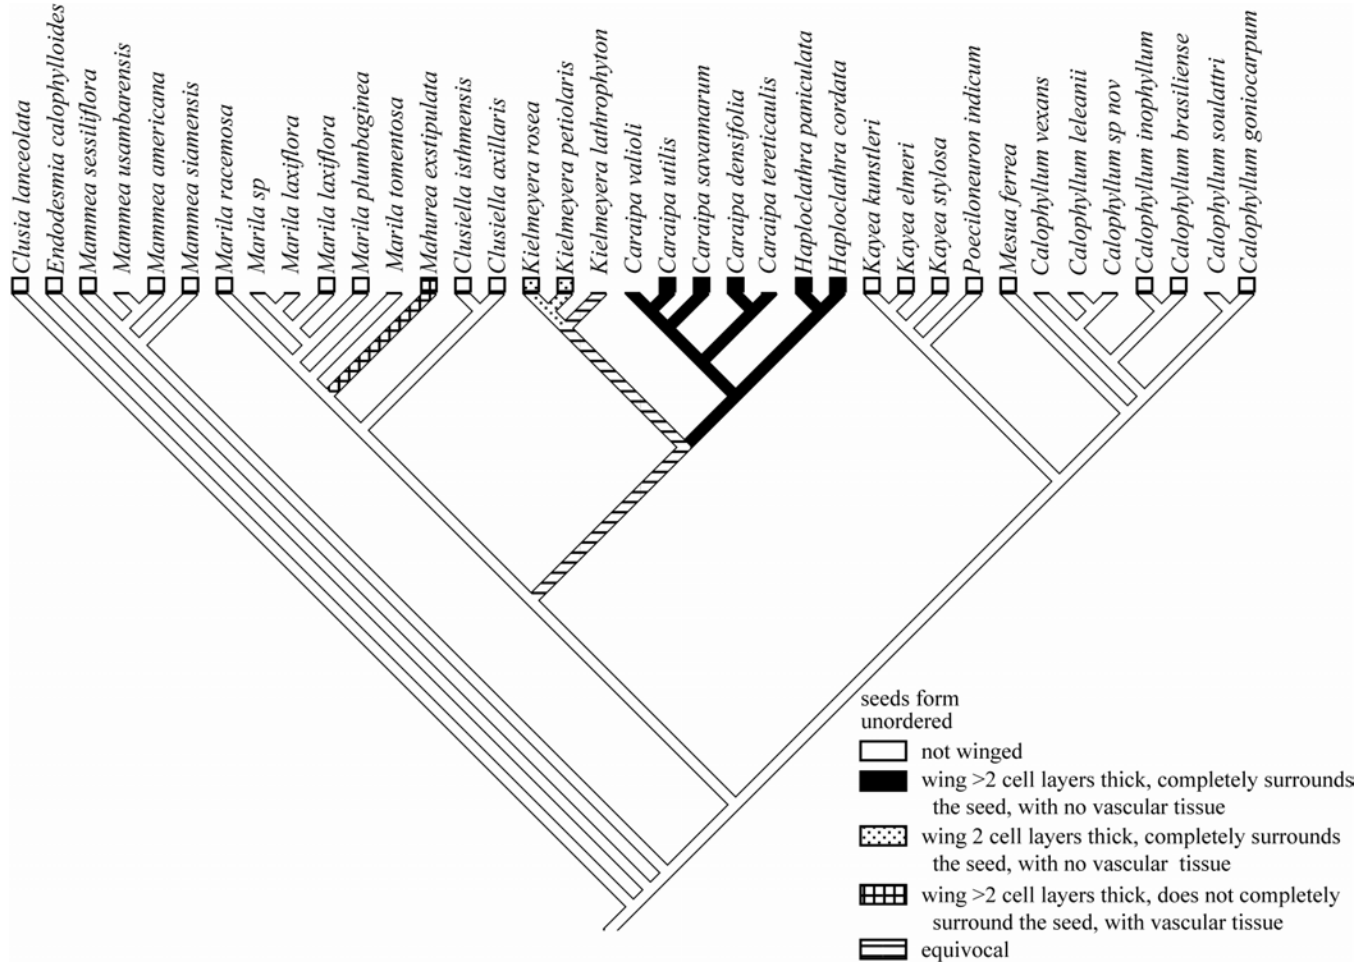 Clusia lanceolata
Endodesmia calophylloides
Mammea sessiliflora
Mammea usambarensis
Mammea americana
Mammea siamensis
Marila racemosa
Marila sp
Marila laxiflora
Marila laxiflora
Marila plumbaginea
Marila tomentosa
Mahurea exstipulata
Clusiella isthmensis
Clusiella axillaris
Kielmeyera rosea
Kielmeyera petiolaris
Kielmeyera lathrophyton
Caraipa valioli
Caraipa utilis
Caraipa savannarum
Caraipa densifolia
Caraipa tereticaulis
Haploclathra paniculata
Haploclathra cordata
Kayea kunstleri
Kayea elmeri
Kayea stylosa
Poeciloneuron indicum
Mesua ferrea
Calophyllum vexans
Calophyllum leleanii
Calophyllum sp nov
Calophyllum inophyllum
Calophyllum brasiliense
Calophyllum soulattri
Calophyllum goniocarpum
seeds form
unordered
not winged
wing >2 cell layers thick, completely surrounds
the seed, with no vascular tissue
wing 2 cell layers thick, completely surrounds
the seed, with no vascular tissue
wing >2 cell layers thick, does not completely
surround the seed, with vascular tissue
equivocal